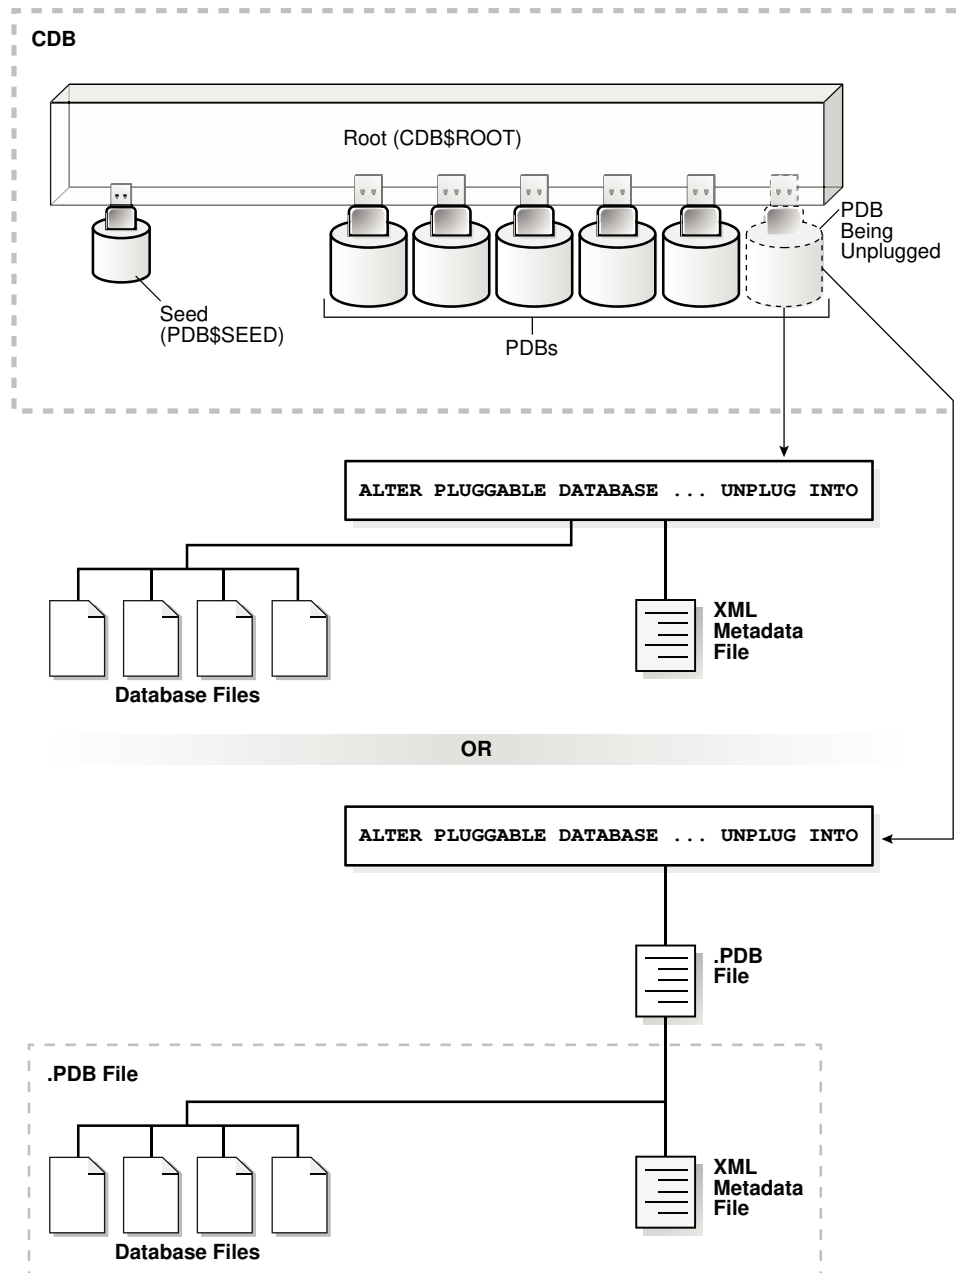 CDB
Root (CDB$ROOT)
PDB
Being
Unplugged
Seed
(PDB$SEED)
PDBs
ALTER PLUGGABLE DATABASE ... UNPLUG INTO
XML
Metadata
File
Database Files
OR
ALTER PLUGGABLE DATABASE ... UNPLUG INTO
.PDB
File
.PDB File
XML
Metadata
File
Database Files